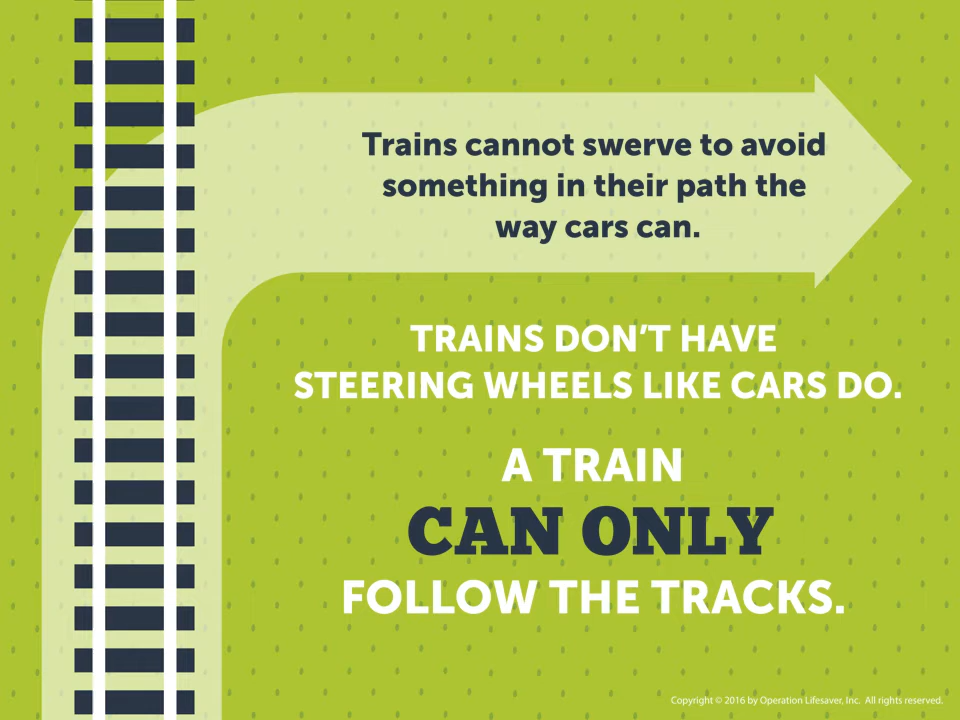 Trains cannot swerve to avoid
something in their path the
way cars can.
TRAINS DON’T HAVE
STEERING WHEELS LIKE CARS DO.
A TRAIN
CAN ONLY
FOLLOW THE TRACKS.
Copyright © 2016 by Operation Lifesaver, Inc. All rights reserved.